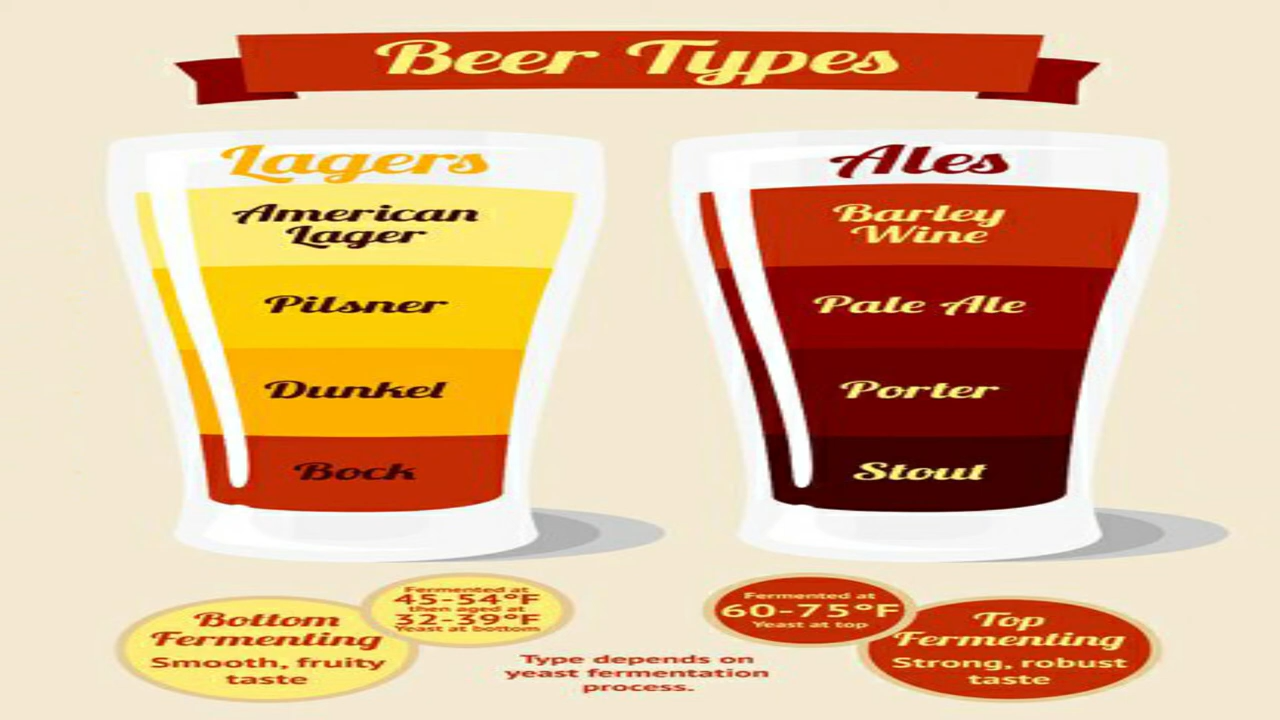 Beer Types
Lagers
American
Lager
Pilsner
Dunkel
Bock
Ales
Barley
Wine
Pale Ale
Porter
Stout
Bottom
Fermenting
Smooth, fruity
taste
Fermented at
45-54°F
then aged at
32-39°F
Yeast at bottom
Type depends on
yeast fermentation
process.
Fermented at
60-75°F
Yeast at top
Top
Fermenting
Strong, robust
taste